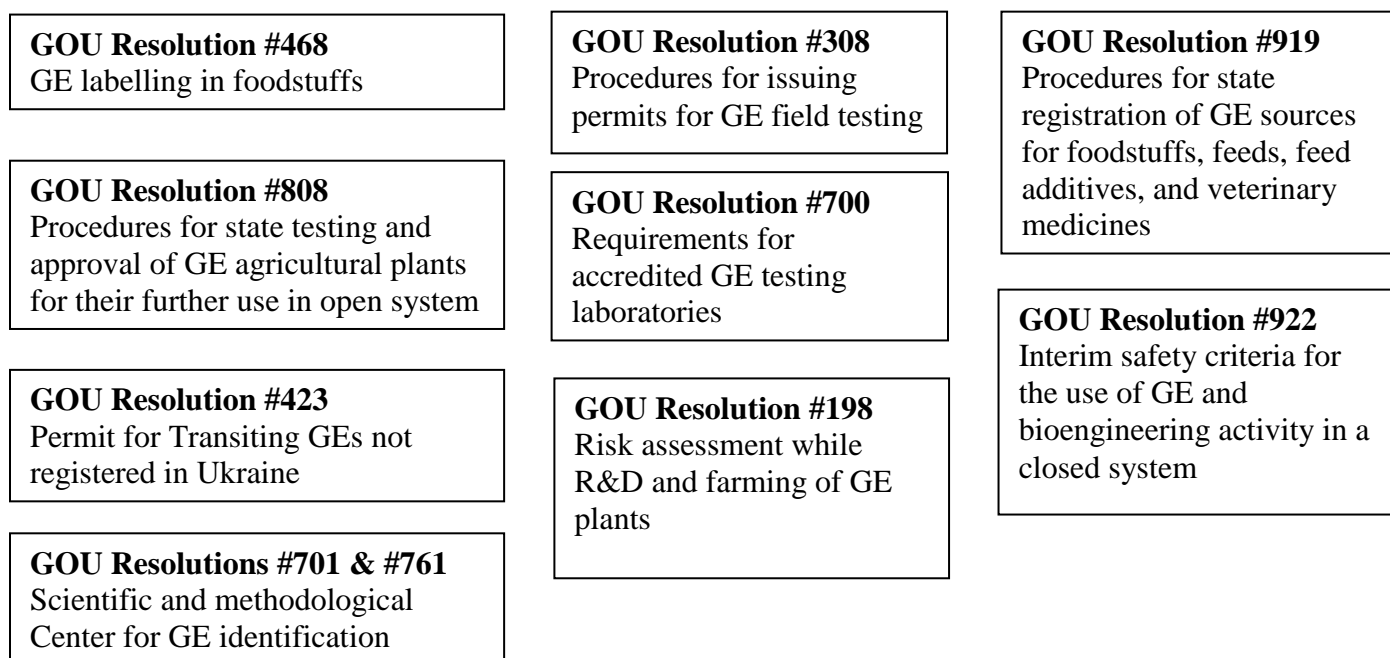 GOU Resolution #468
GE labelling in foodstuffs
GOU Resolution #808
Procedures for state testing and
approval of GE agricultural plants
for their further use in open system
GOU Resolution #423
Permit for Transiting GEs not
registered in Ukraine
GOU Resolutions #701 & #761
Scientific and methodological
Center for GE identification
GOU Resolution #308
Procedures for issuing
permits for GE field testing
GOU Resolution #700
Requirements for
accredited GE testing
laboratories
GOU Resolution #198
Risk assessment while
R&D and farming of GE
plants
GOU Resolution #919
Procedures for state
registration of GE sources
for foodstuffs, feeds, feed
additives, and veterinary
medicines
GOU Resolution #922
Interim safety criteria for
the use of GE and
bioengineering activity in a
closed system